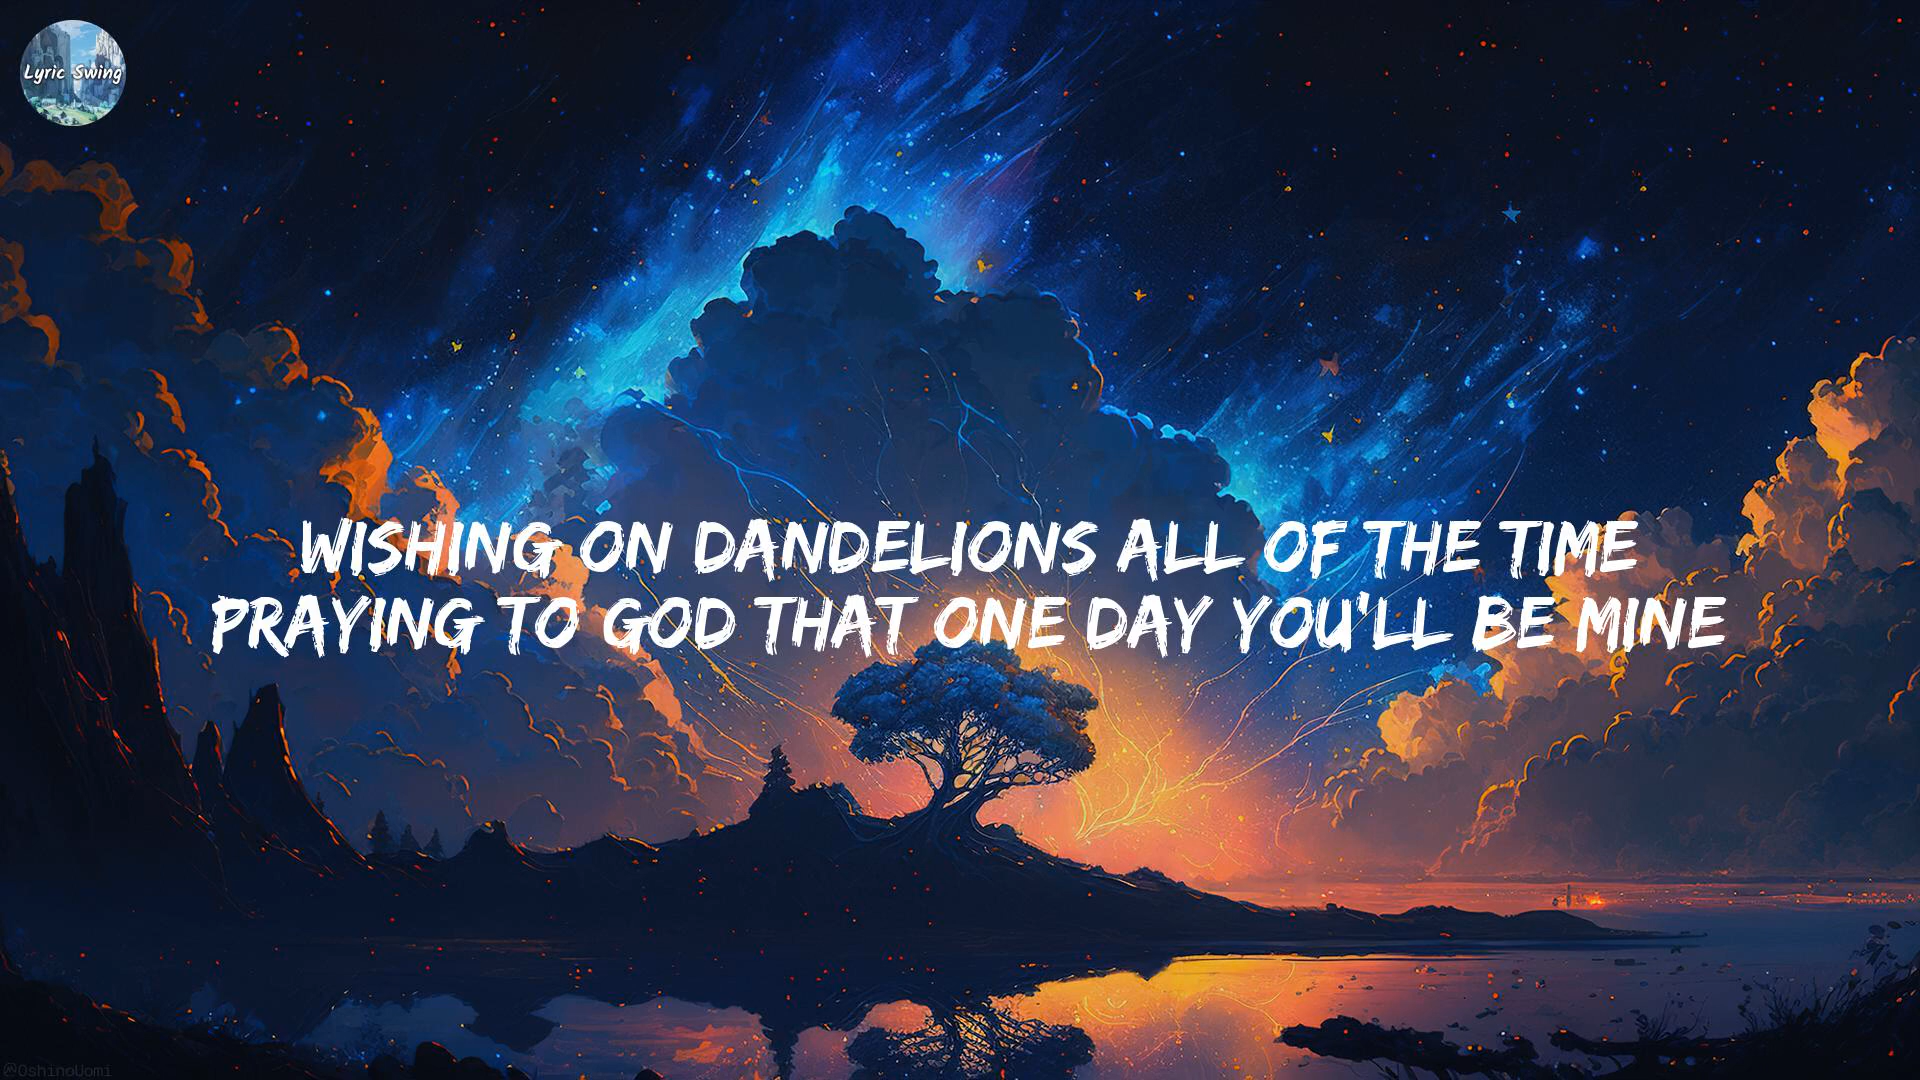 Lyric Swing
WISHING ON DANDELIONS ALL OF THE TIME
PRAYING TO GOD THAT ONE DAY YOU'LL BE MINE
@OshinoUomi